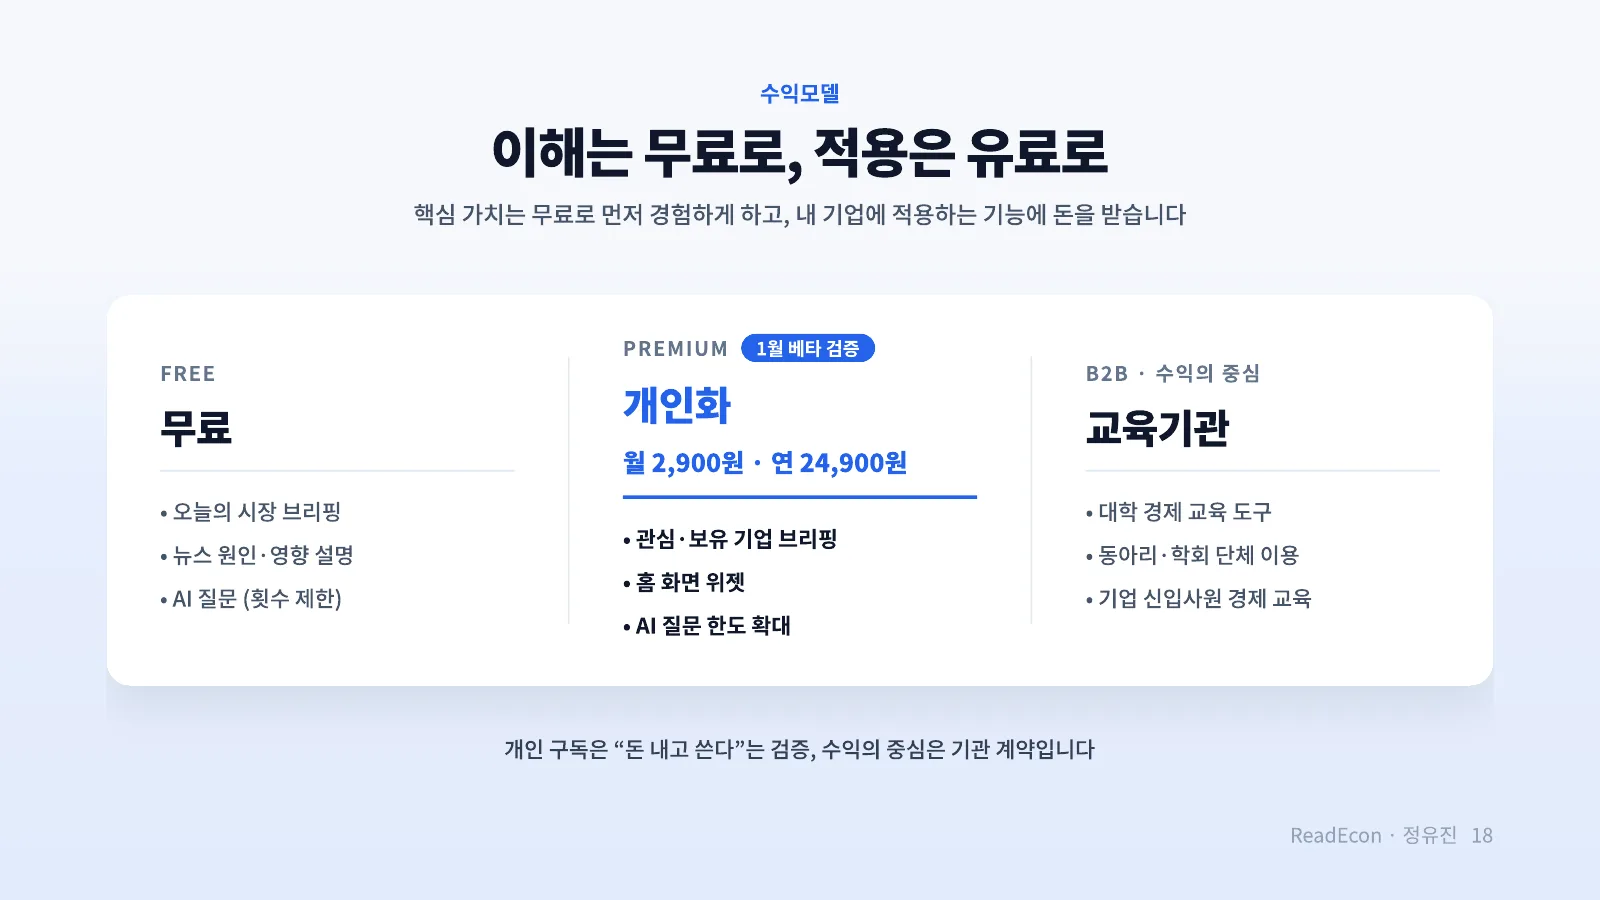 수익모델
이해는 무료로, 적용은 유료로
핵심 가치는 무료로 먼저 경험하게 하고, 내 기업에 적용하는 기능에 돈을 받습니다
FREE
무료
• 오늘의 시장 브리핑
• 뉴스 원인·영향 설명
• AI 질문 (횟수 제한)
PREMIUM 1월 베타 검증
개인화
월 2,900원 · 연 24,900원
• 관심·보유 기업 브리핑
• 홈 화면 위젯
• AI 질문 한도 확대
B2B · 수익의 중심
교육기관
• 대학 경제 교육 도구
• 동아리·학회 단체 이용
• 기업 신입사원 경제 교육
개인 구독은 “돈 내고 쓴다”는 검증, 수익의 중심은 기관 계약입니다
ReadEcon · 정유진 18